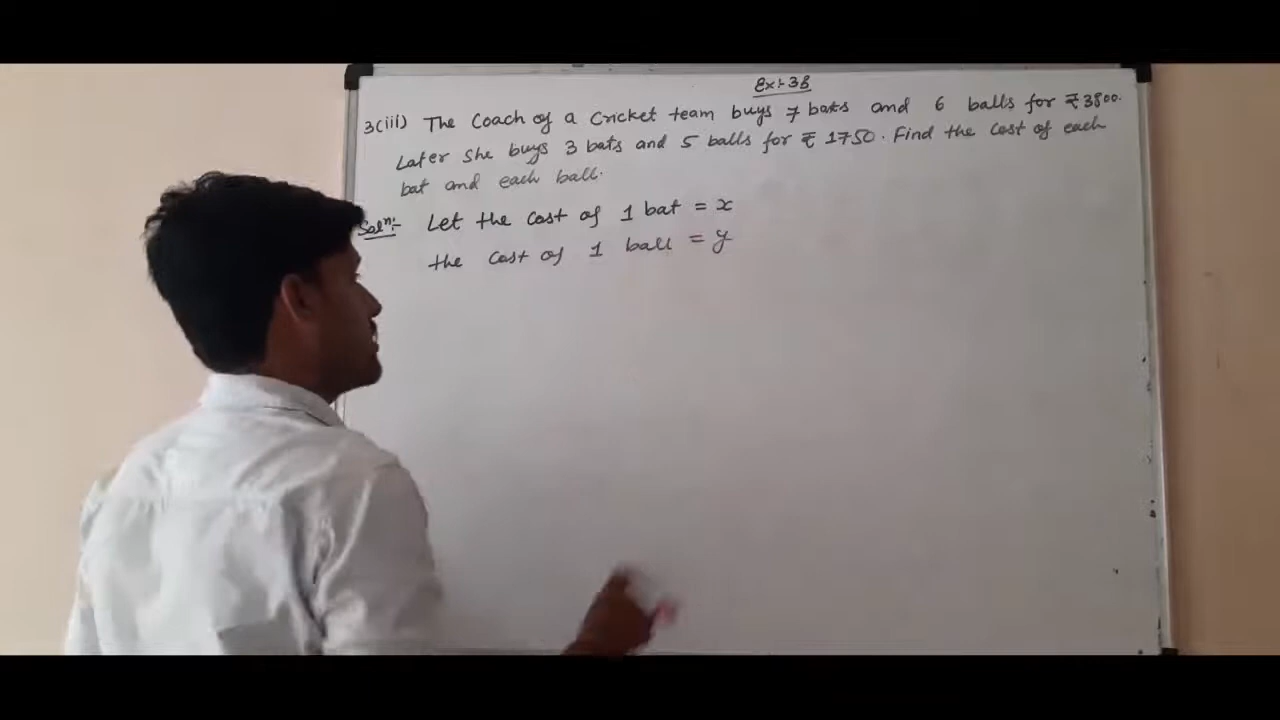 Ex:- 3B
3(iii) The Coach of a Cricket team buys 7 bats and 6 balls for ₹3800.
Later she buys 3 bats and 5 balls for ₹ 1750. Find the cost of each
bat and each ball.
Solⁿ:- Let the cost of 1 bat = x
the cost of 1 ball = y